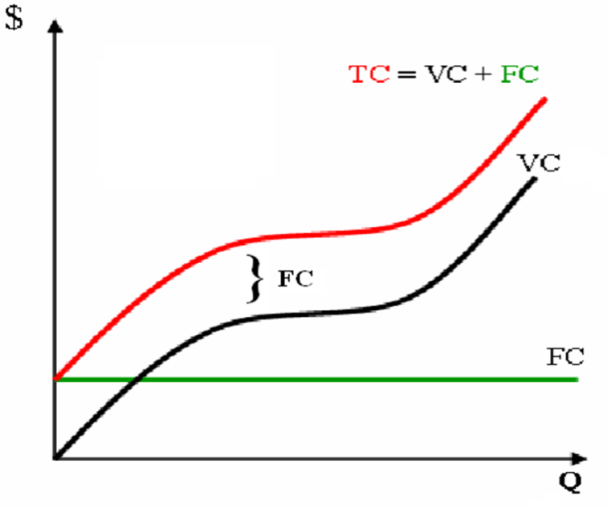 $
TC = VC + FC
VC
} FC
FC
Q